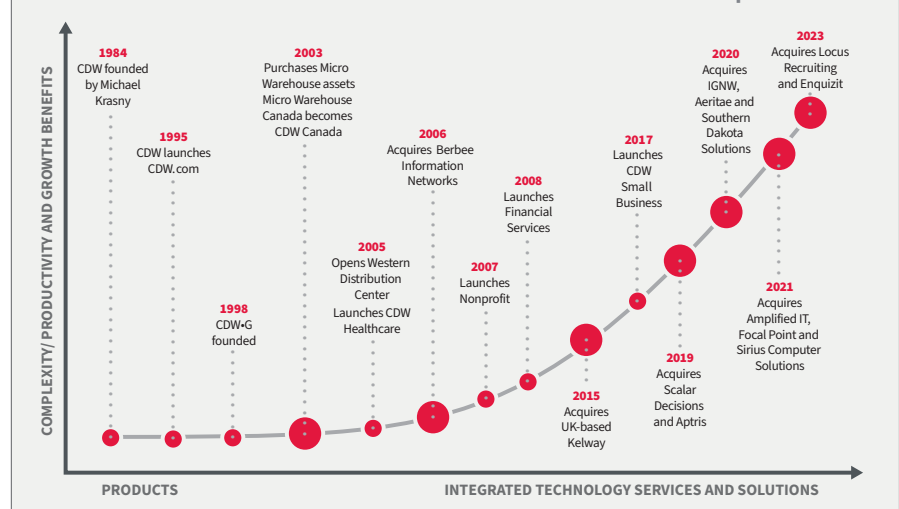 1984
CDW founded
by Michael
Krasny
1995
CDW launches
CDW.com
1998
CDW•G
founded
2003
Purchases Micro
Warehouse assets
Micro Warehouse
Canada becomes
CDW Canada
2005
Opens Western
Distribution
Center
Launches CDW
Healthcare
2006
Acquires Berbee
Information
Networks
2007
Launches
Nonprofit
2008
Launches
Financial
Services
2015
Acquires
UK-based
Kelway
2017
Launches
CDW
Small
Business
2019
Acquires
Scalar
Decisions
and Aptris
2020
Acquires
IGNW,
Aeritae and
Southern
Dakota
Solutions
2021
Acquires
Amplified IT,
Focal Point and
Sirius Computer
Solutions
2023
Acquires Locus
Recruiting
and Enquizit
COMPLEXITY/ PRODUCTIVITY AND GROWTH BENEFITS
PRODUCTS
INTEGRATED TECHNOLOGY SERVICES AND SOLUTIONS